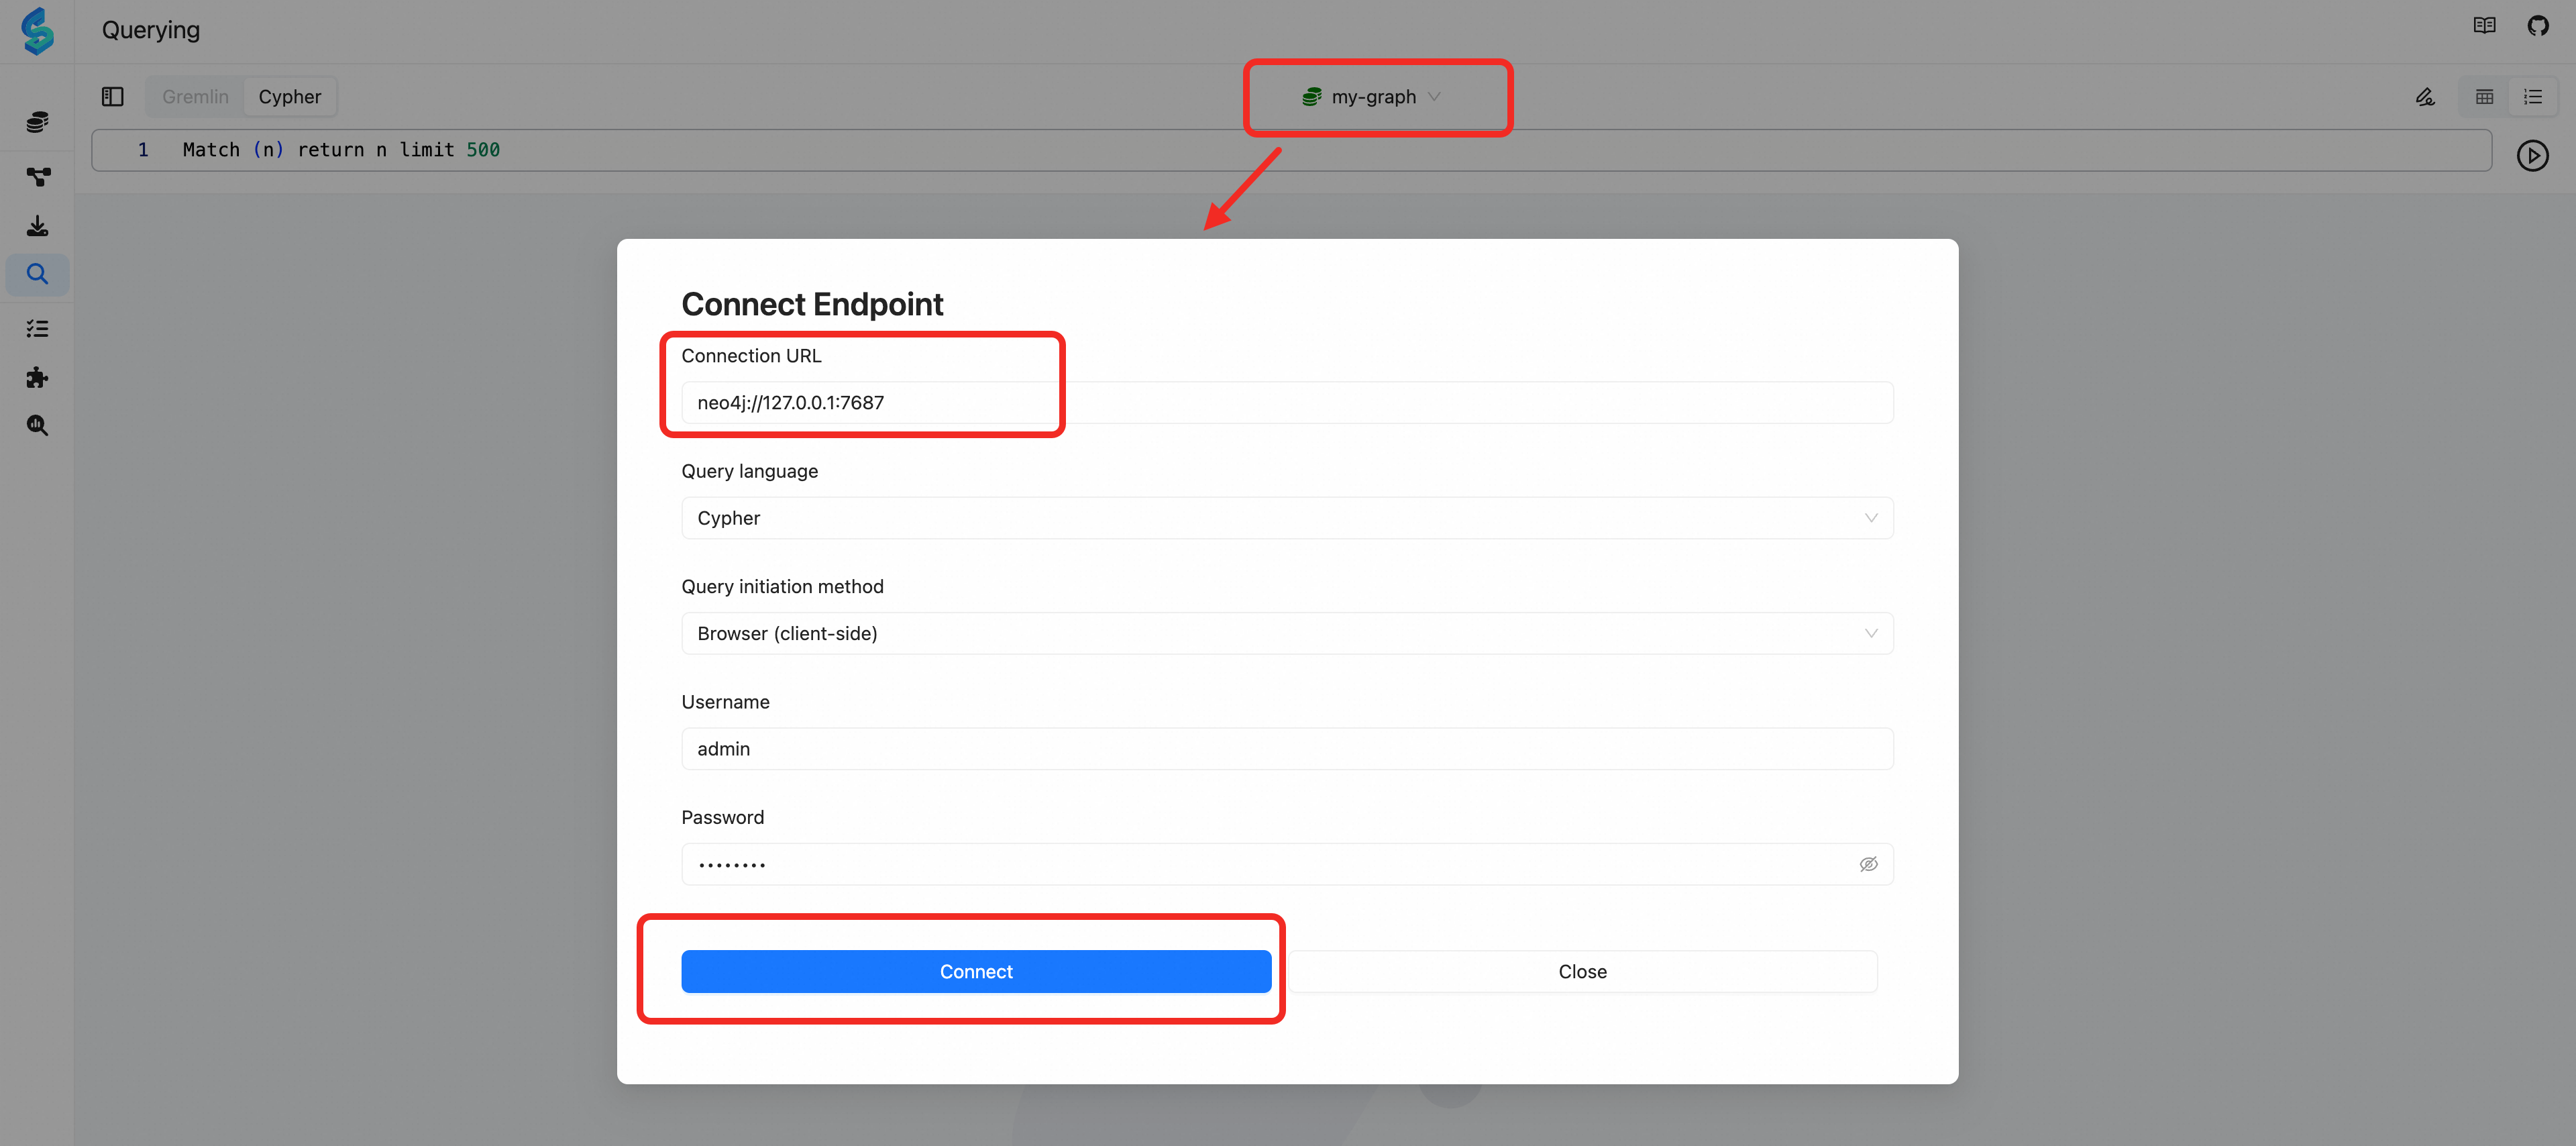 Querying
Gremlin
Cypher
my-graph
1 Match (n) return n limit 500
Connect Endpoint
Connection URL
neo4j://127.0.0.1:7687
Query language
Cypher
Query initiation method
Browser (client-side)
Username
admin
Password
••••••••
Connect
Close